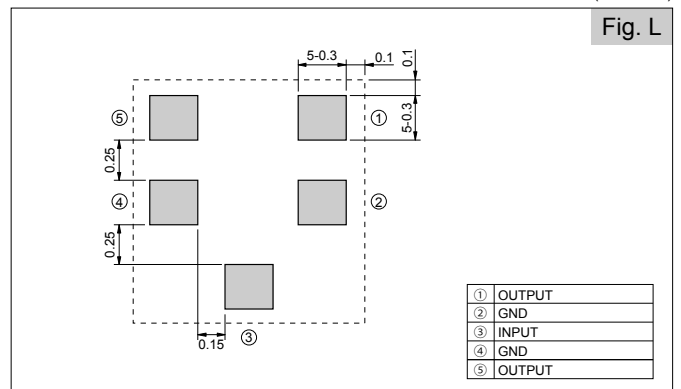 Fig. L
5-0.3 0.1 0.1
⑤ ① 5-0.3
0.25
④ ②
0.25
0.15 ③
① OUTPUT
② GND
③ INPUT
④ GND
⑤ OUTPUT